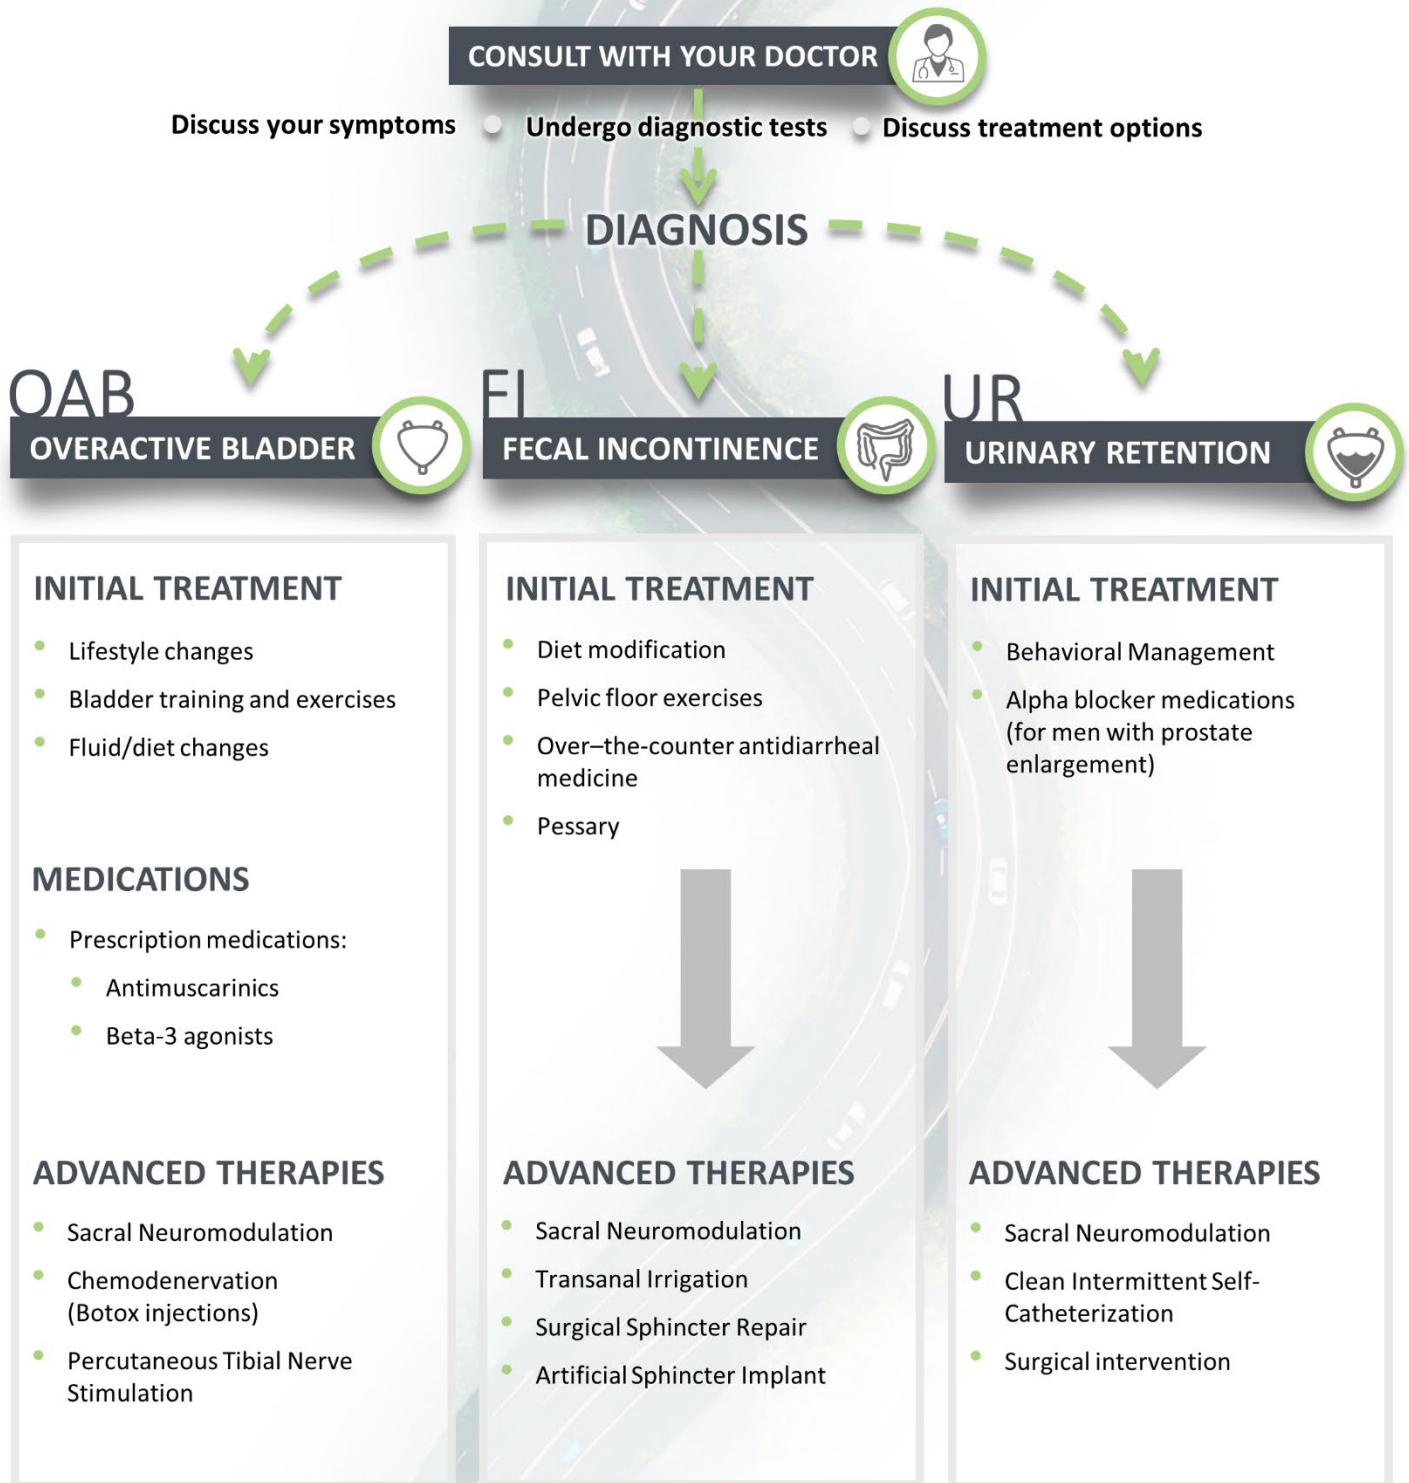 CONSULT WITH YOUR DOCTOR
Discuss your symptoms
Undergo diagnostic tests
Discuss treatment options
DIAGNOSIS
OAB
OVERACTIVE BLADDER
INITIAL TREATMENT
Lifestyle changes
Bladder training and exercises
Fluid/diet changes
MEDICATIONS
Prescription medications:
Antimuscarinics
Beta-3 agonists
ADVANCED THERAPIES
Sacral Neuromodulation
Chemodenervation
(Botox injections)
Percutaneous Tibial Nerve
Stimulation
FI
FECAL INCONTINENCE
INITIAL TREATMENT
Diet modification
Pelvic floor exercises
Over–the-counter antidiarrheal
medicine
Pessary
ADVANCED THERAPIES
Sacral Neuromodulation
Transanal Irrigation
Surgical Sphincter Repair
Artificial Sphincter Implant
UR
URINARY RETENTION
INITIAL TREATMENT
Behavioral Management
Alpha blocker medications
(for men with prostate
enlargement)
ADVANCED THERAPIES
Sacral Neuromodulation
Clean Intermittent Self-
Catheterization
Surgical intervention